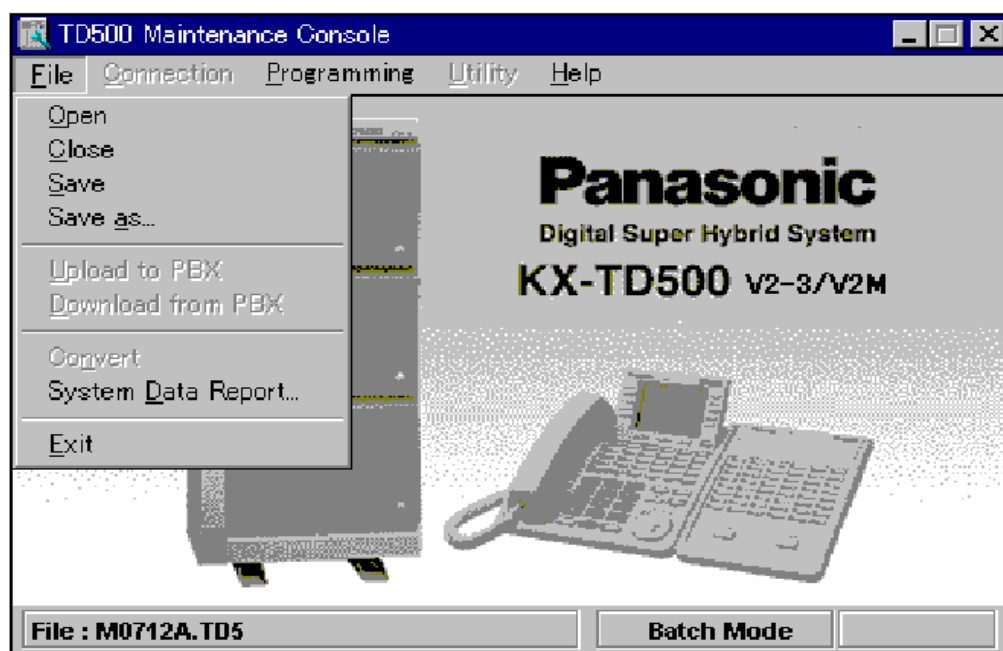 TD500 Maintenance Console
File Connection Programming Utility Help
Open
Close
Save
Save as...
Upload to PBX
Download from PBX
Convert
System Data Report...
Exit
Panasonic
Digital Super Hybrid System
KX-TD500 V2-3/V2M
File : M0712A.TD5
Batch Mode